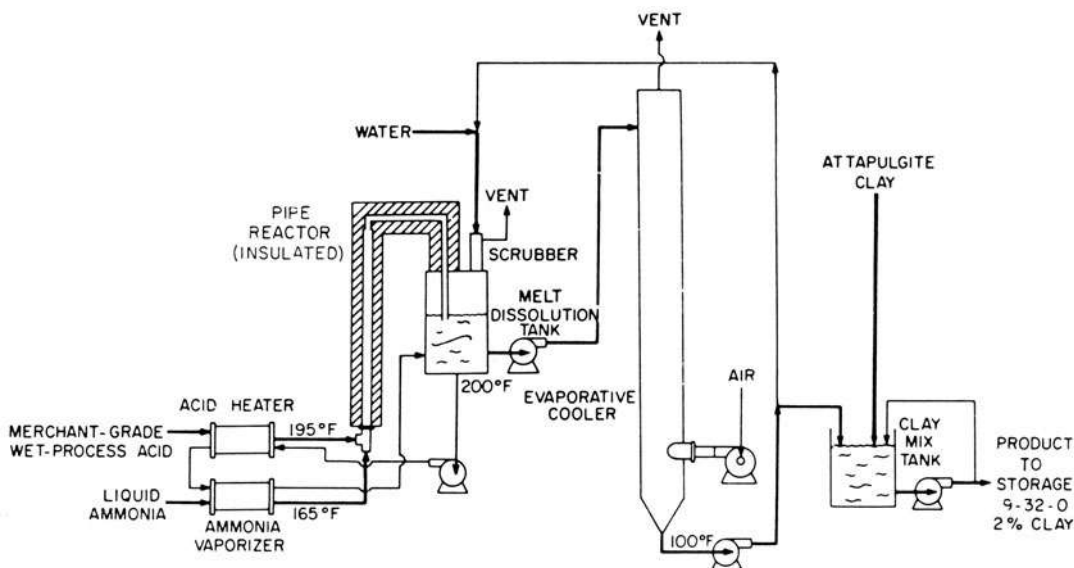 VENT
WATER
ATTAPULGITE
CLAY
VENT
PIPE
REACTOR
(INSULATED)
SCRUBBER
MELT
DISSOLUTION
TANK
200°F
EVAPORATIVE
COOLER
AIR
ACID HEATER
MERCHANT-GRADE
WET-PROCESS ACID
195°F
CLAY
MIX
TANK
PRODUCT
TO
STORAGE
9-32-0
2% CLAY
LIQUID
AMMONIA
165°F
AMMONIA
VAPORIZER
100°F